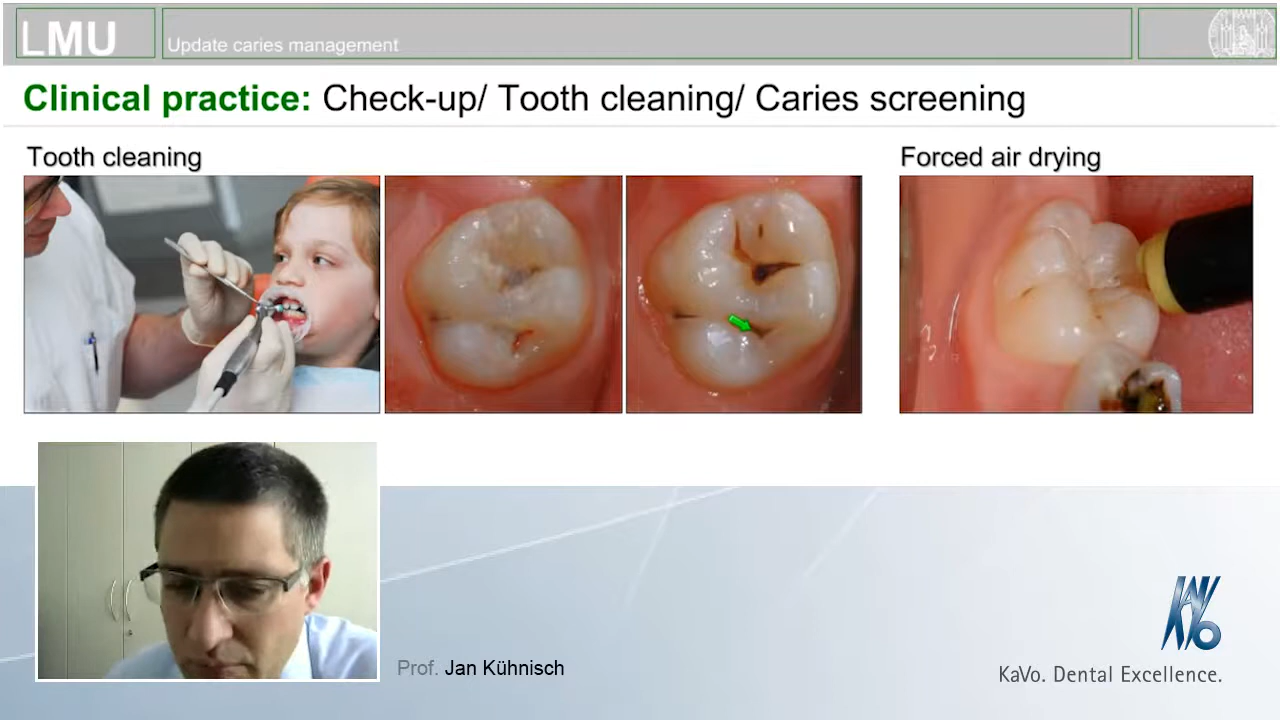 LMU
Update caries management
Clinical practice: Check-up/ Tooth cleaning/ Caries screening
Tooth cleaning
Forced air drying
Prof. Jan Kühnisch
KAVO
KaVo. Dental Excellence.